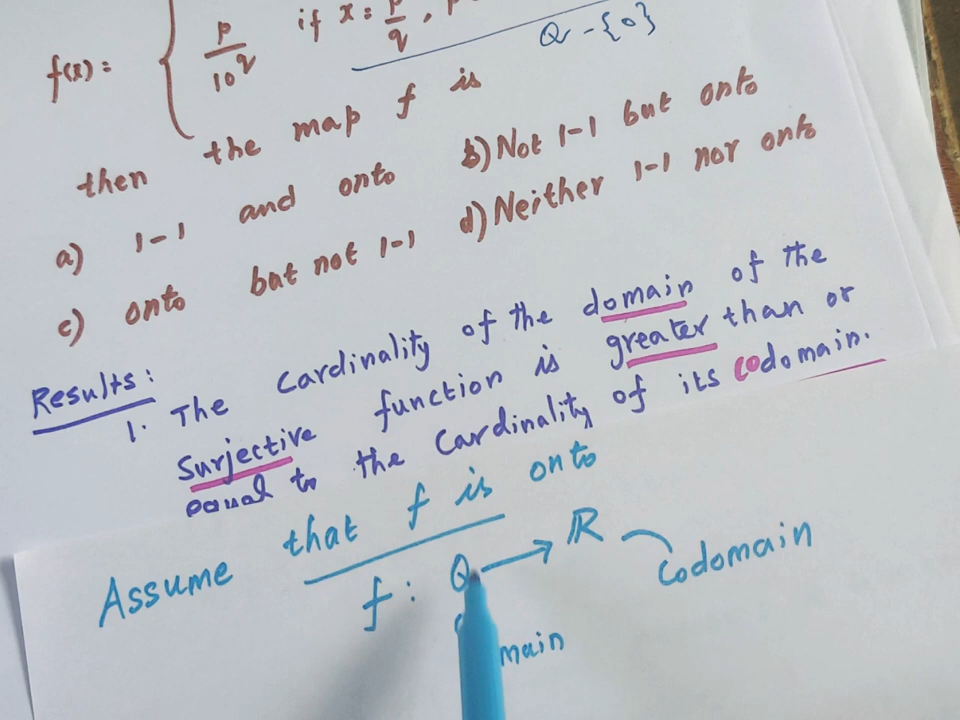 f(x) = { p/10^q if x = p/q, p
Q - {0}
then the map f is
a) 1-1 and onto b) Not 1-1 but onto
c) onto but not 1-1 d) Neither 1-1 nor onto
Results:
1. The Cardinality of the domain of the
Surjective function is greater than or
equal to the Cardinality of its codomain.
Assume that f is onto
f: Q → ℝ Codomain
main